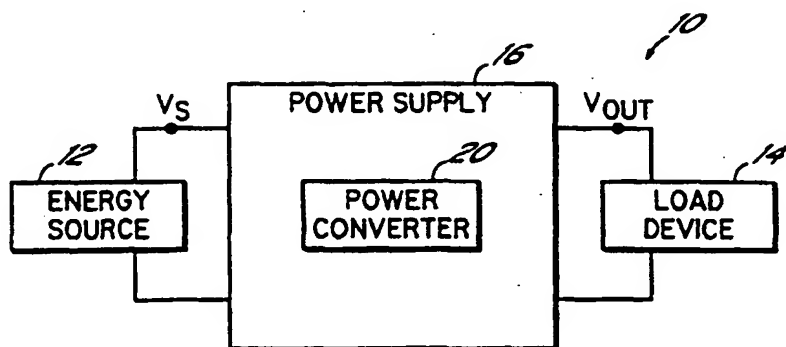 10
16
POWER SUPPLY
VS
VOUT
12
ENERGY
SOURCE
20
POWER
CONVERTER
14
LOAD
DEVICE